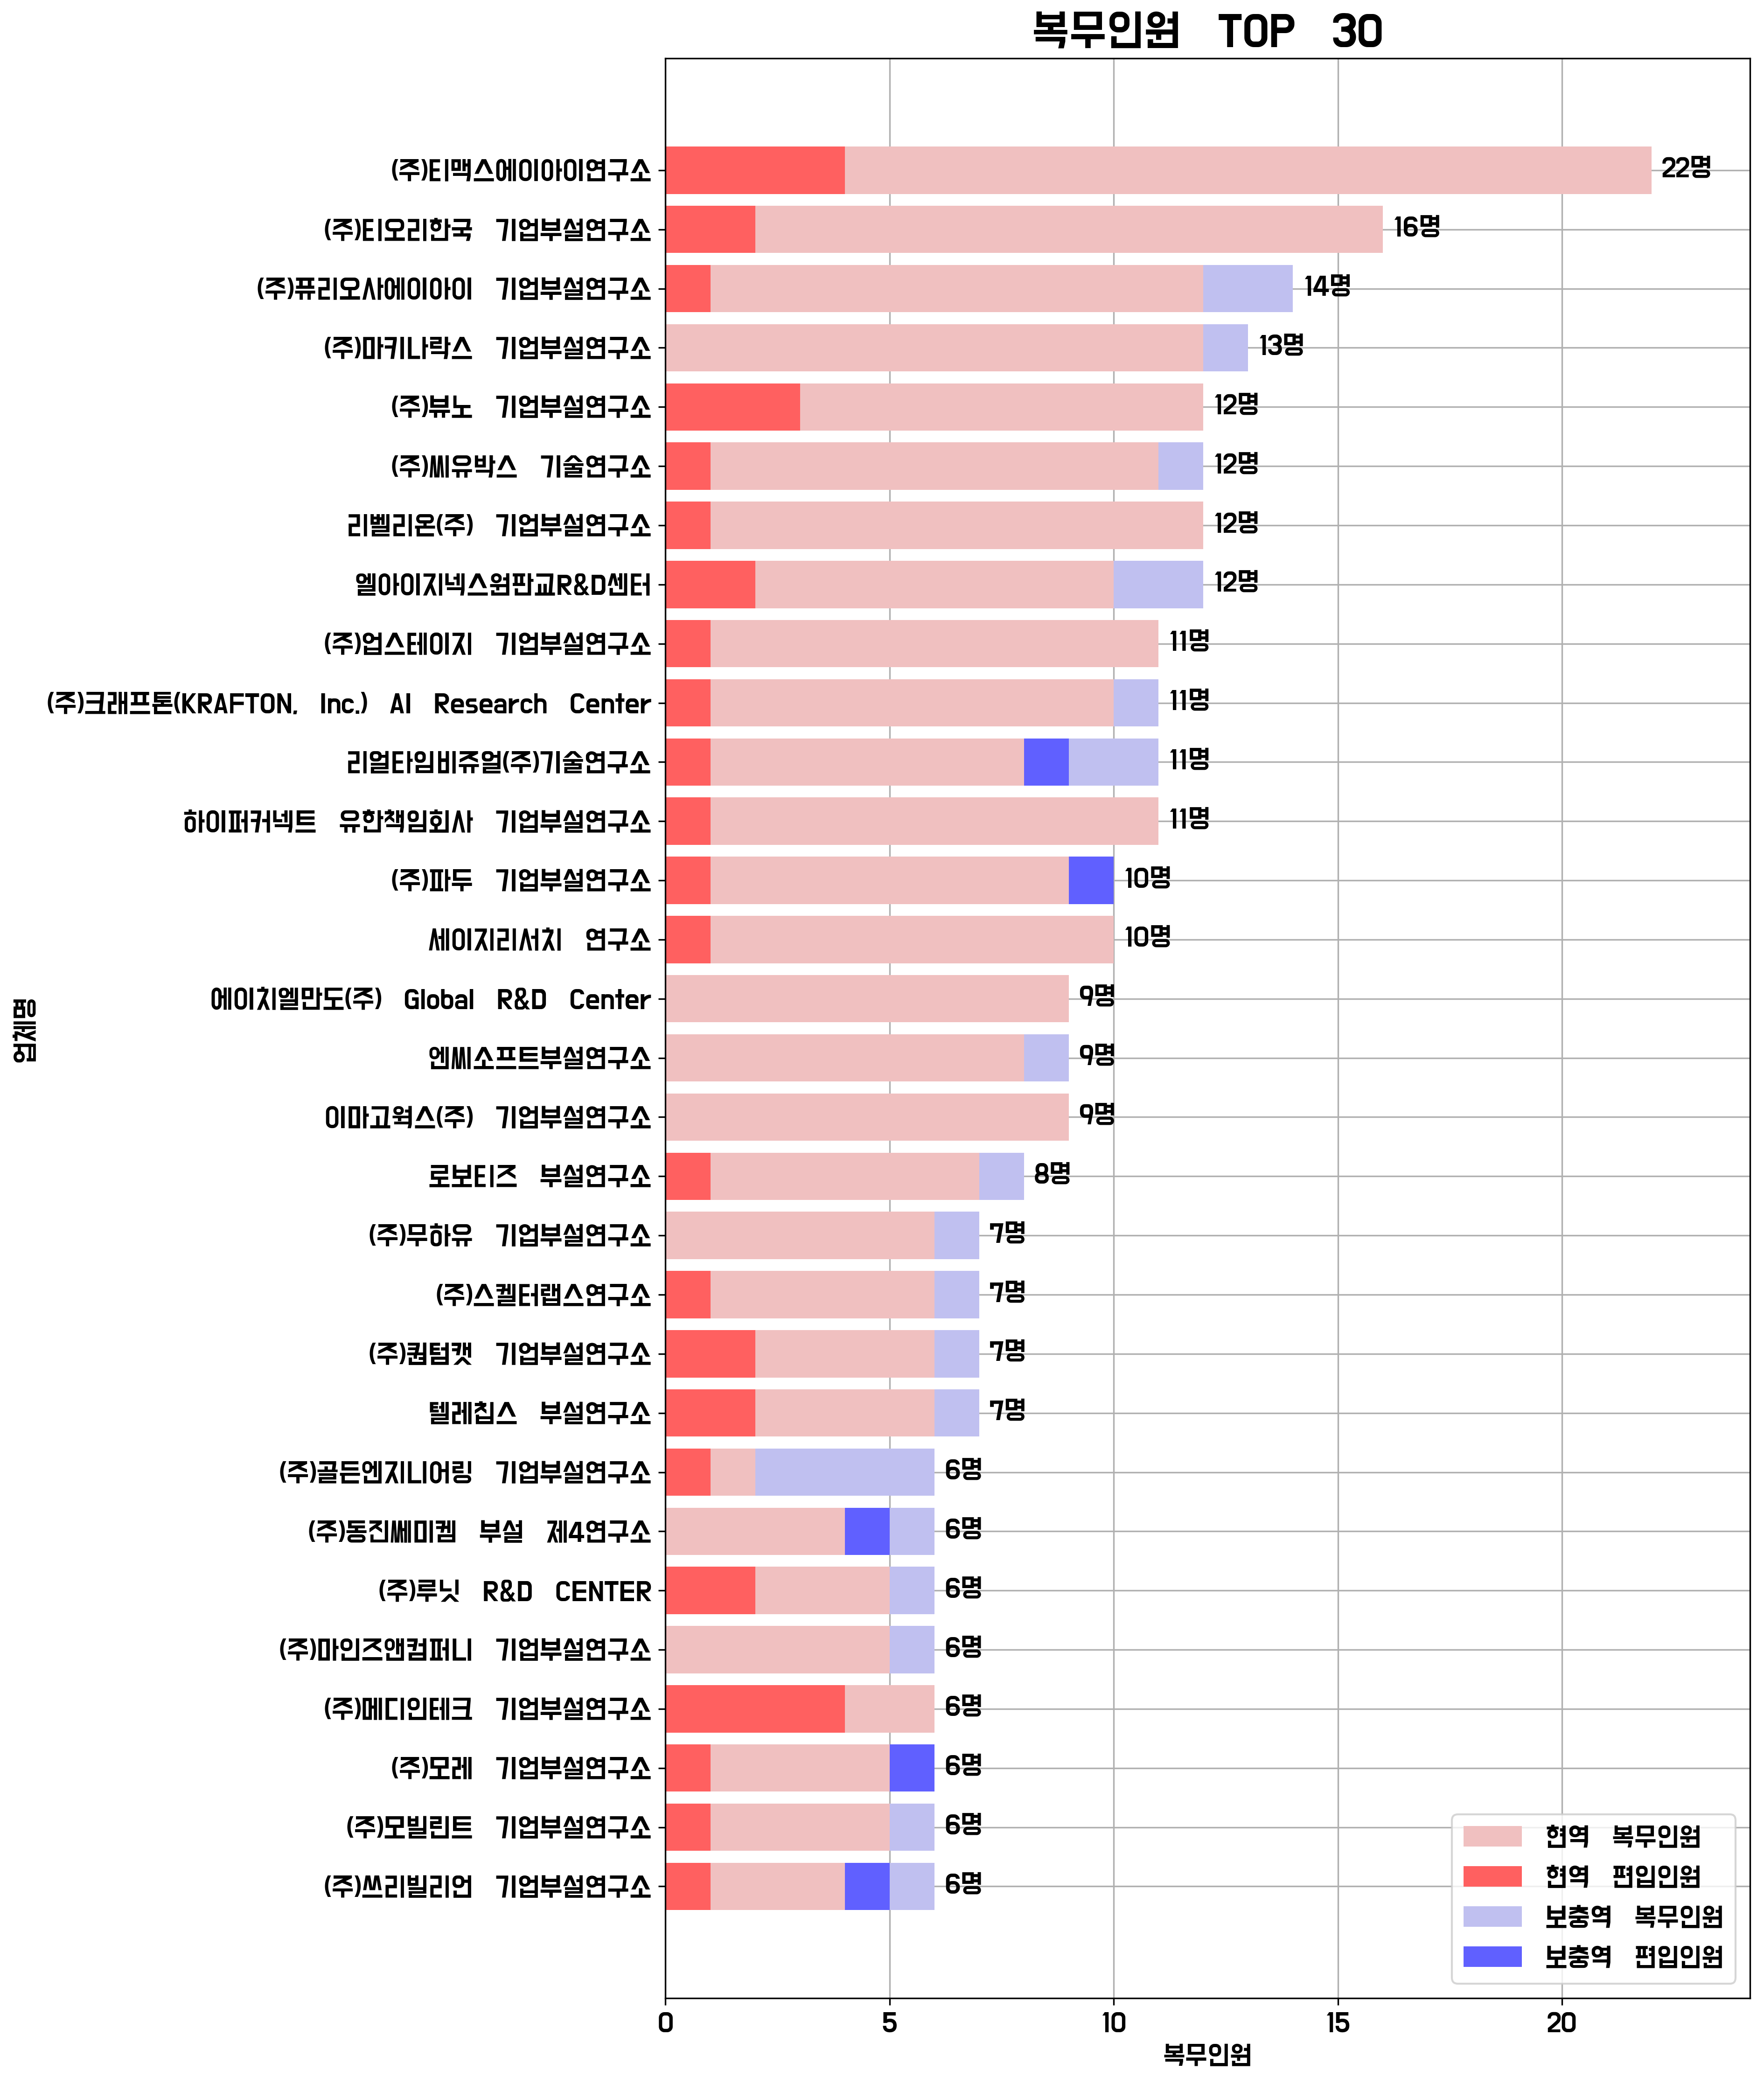 복무인원 TOP 30
(주)티맥스에이아이연구소
22명
(주)티오리한국 기업부설연구소
16명
(주)퓨리오사에이아이 기업부설연구소
14명
(주)마키나락스 기업부설연구소
13명
(주)뷰노 기업부설연구소
12명
(주)씨유박스 기술연구소
12명
리벨리온(주) 기업부설연구소
12명
엘아이지넥스원판교R&D센터
12명
(주)업스테이지 기업부설연구소
11명
(주)크래프톤(KRAFTON, Inc.) AI Research Center
11명
리얼타임비쥬얼(주)기술연구소
11명
하이퍼커넥트 유한책임회사 기업부설연구소
11명
(주)파두 기업부설연구소
10명
세이지리서치 연구소
10명
에이치엘만도(주) Global R&D Center
9명
엔씨소프트부설연구소
9명
이마고웍스(주) 기업부설연구소
9명
로보티즈 부설연구소
8명
(주)무하유 기업부설연구소
7명
(주)스켈터랩스연구소
7명
(주)퀀텀캣 기업부설연구소
7명
텔레칩스 부설연구소
7명
(주)골든엔지니어링 기업부설연구소
6명
(주)동진쎄미켐 부설 제4연구소
6명
(주)루닛 R&D CENTER
6명
(주)마인즈앤컴퍼니 기업부설연구소
6명
(주)메디인테크 기업부설연구소
6명
(주)모레 기업부설연구소
6명
(주)모빌린트 기업부설연구소
6명
(주)쓰리빌리언 기업부설연구소
6명
업체명
현역 복무인원
현역 편입인원
보충역 복무인원
보충역 편입인원
0 5 10 15 20
복무인원